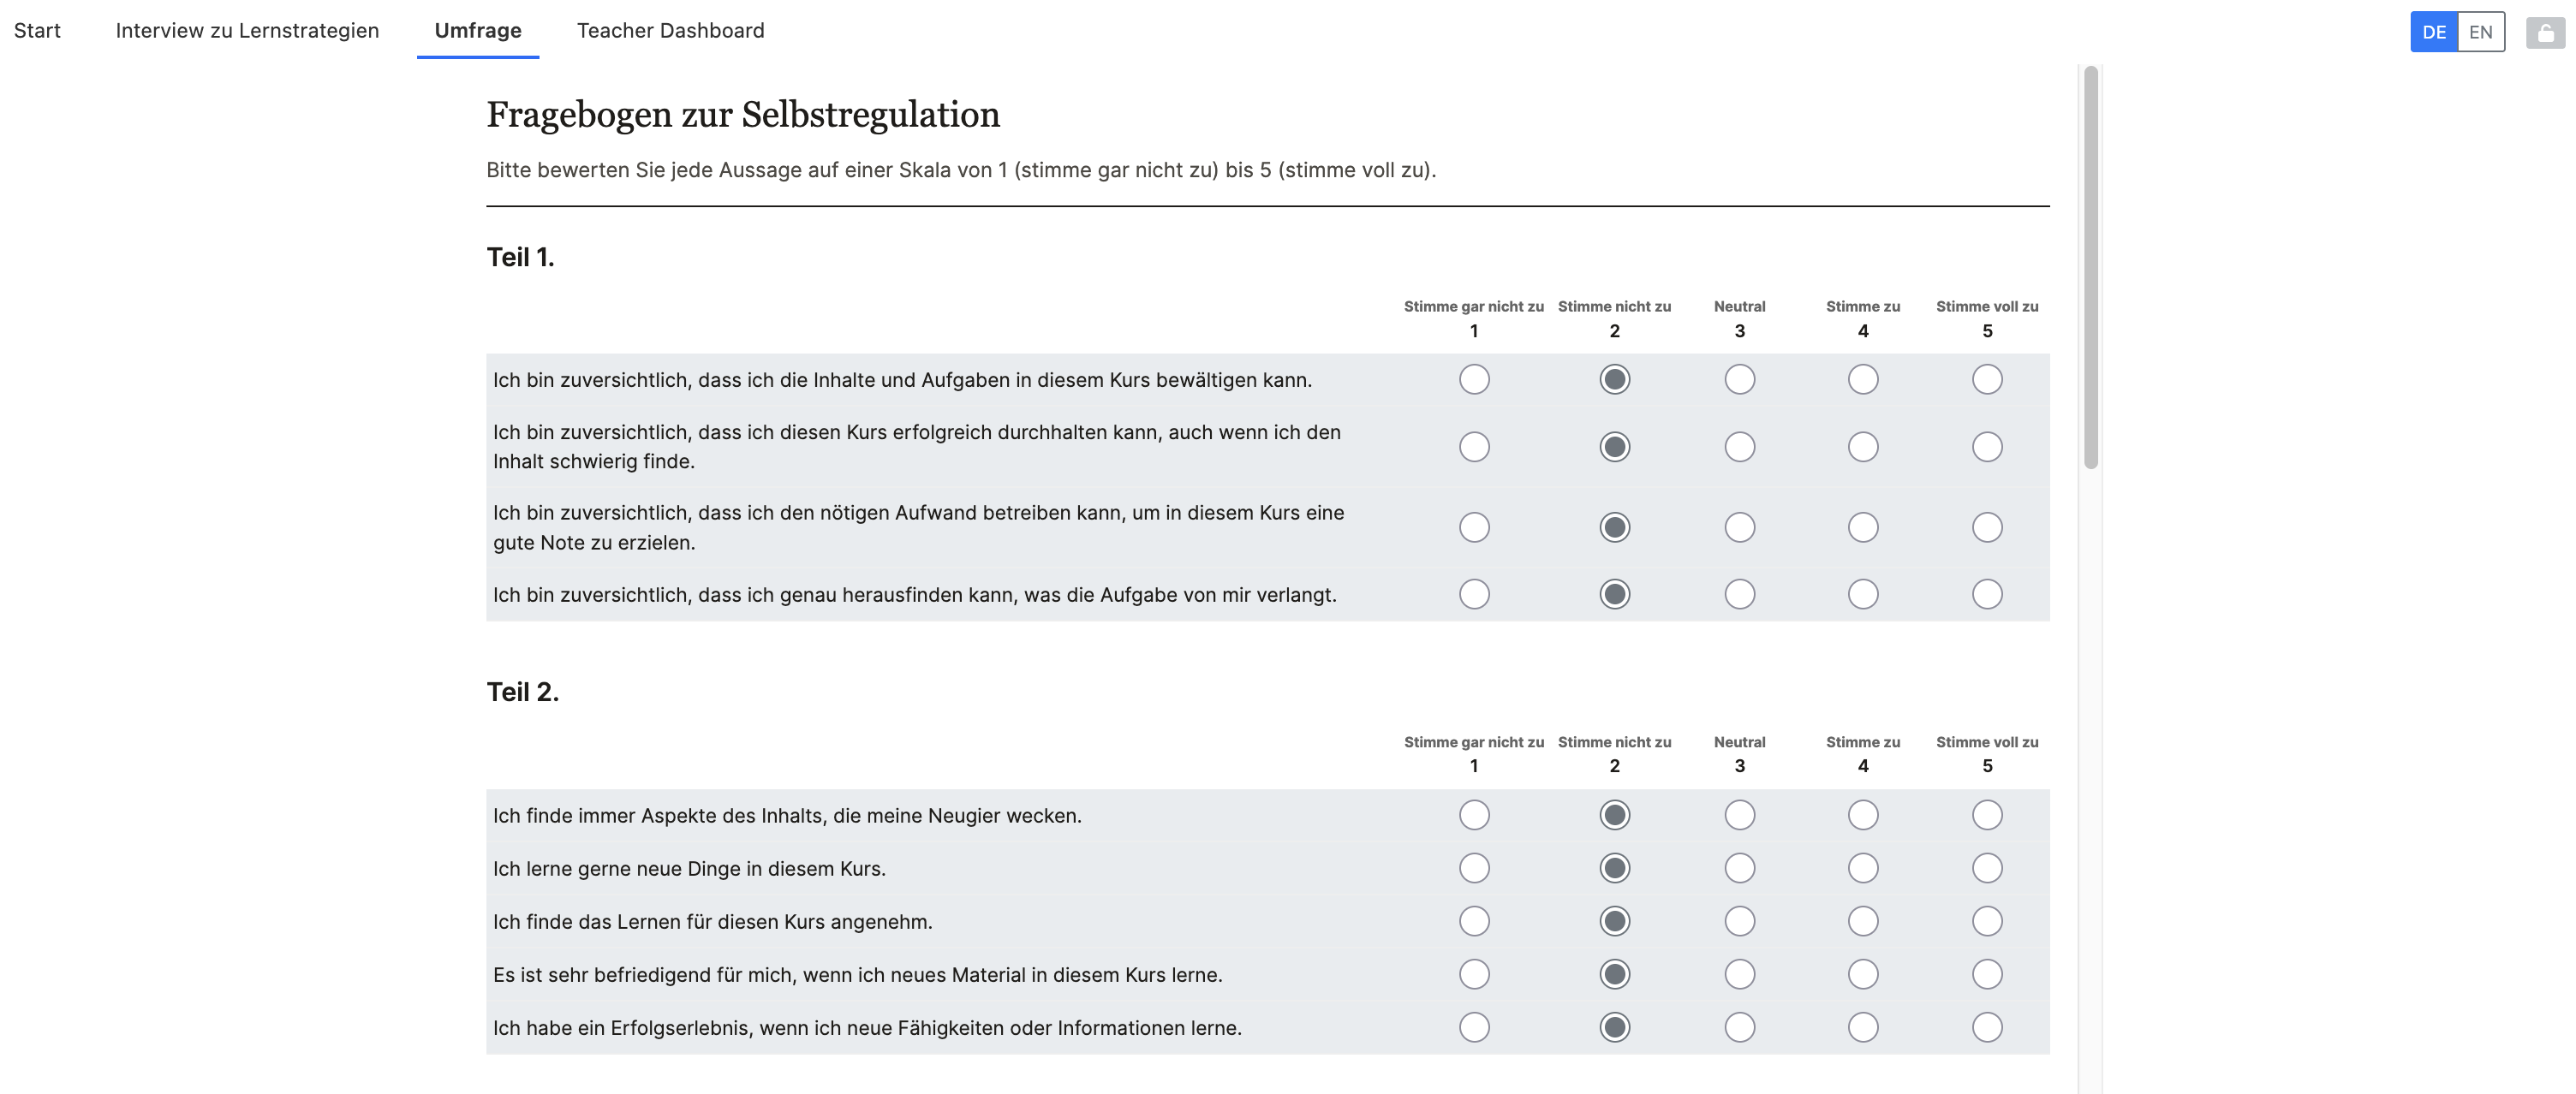 Start Interview zu Lernstrategien Umfrage Teacher Dashboard DE EN
Fragebogen zur Selbstregulation
Bitte bewerten Sie jede Aussage auf einer Skala von 1 (stimme gar nicht zu) bis 5 (stimme voll zu).
Teil 1.
Stimme gar nicht zu Stimme nicht zu Neutral Stimme zu Stimme voll zu
1 2 3 4 5
Ich bin zuversichtlich, dass ich die Inhalte und Aufgaben in diesem Kurs bewältigen kann.
Ich bin zuversichtlich, dass ich diesen Kurs erfolgreich durchhalten kann, auch wenn ich den
Inhalt schwierig finde.
Ich bin zuversichtlich, dass ich den nötigen Aufwand betreiben kann, um in diesem Kurs eine
gute Note zu erzielen.
Ich bin zuversichtlich, dass ich genau herausfinden kann, was die Aufgabe von mir verlangt.
Teil 2.
Stimme gar nicht zu Stimme nicht zu Neutral Stimme zu Stimme voll zu
1 2 3 4 5
Ich finde immer Aspekte des Inhalts, die meine Neugier wecken.
Ich lerne gerne neue Dinge in diesem Kurs.
Ich finde das Lernen für diesen Kurs angenehm.
Es ist sehr befriedigend für mich, wenn ich neues Material in diesem Kurs lerne.
Ich habe ein Erfolgserlebnis, wenn ich neue Fähigkeiten oder Informationen lerne.